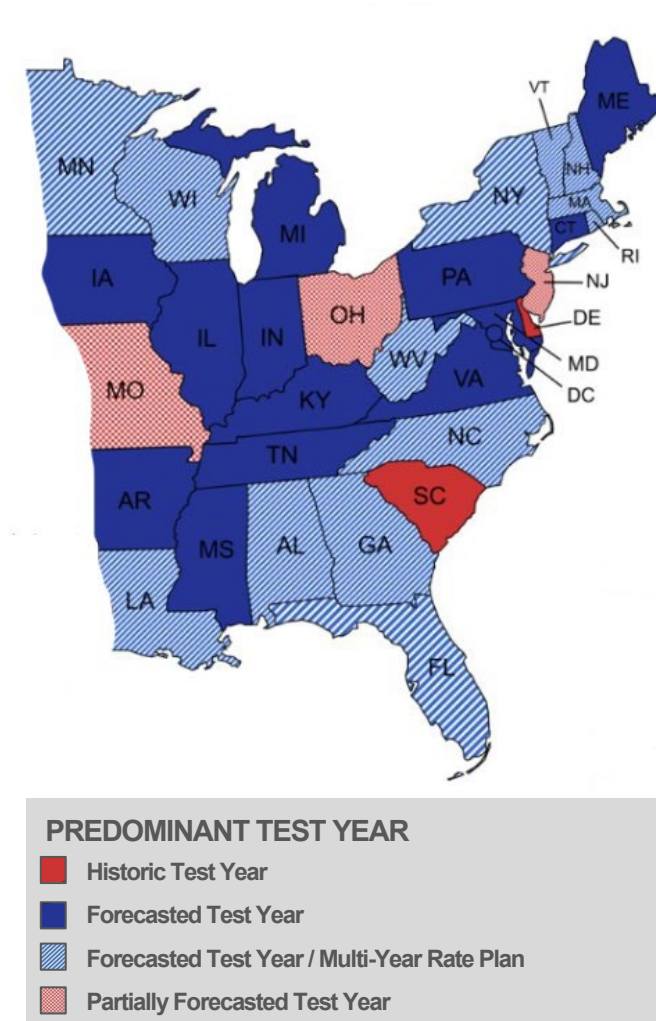 VT
ME
MN
WI
NH
NY
MA
MI
CT
RI
IA
PA
NJ
OH
IL
IN
DE
WV
MD
MO
VA
DC
KY
NC
TN
SC
AR
MS
AL
GA
LA
FL
PREDOMINANT TEST YEAR
Historic Test Year
Forecasted Test Year
Forecasted Test Year / Multi-Year Rate Plan
Partially Forecasted Test Year